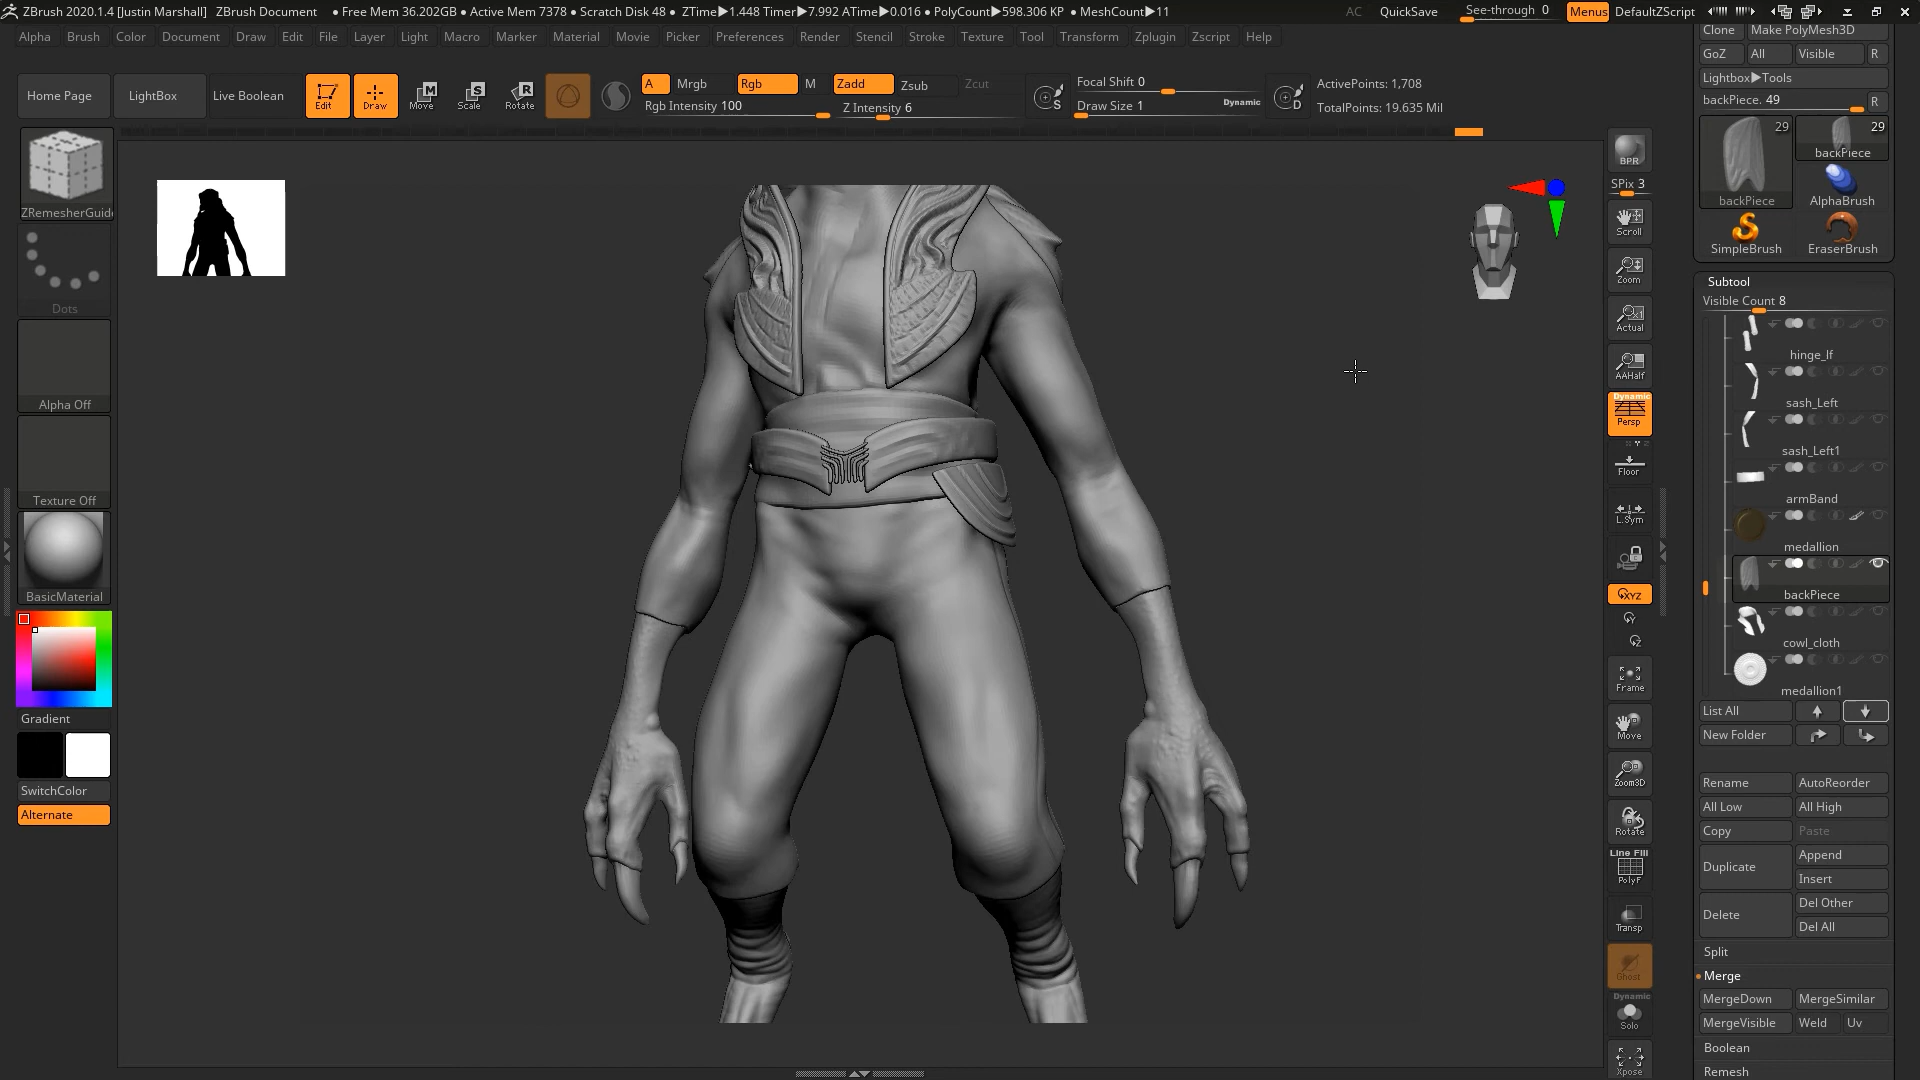 ZBrush 2020.1.4 [Justin Marshall] ZBrush Document ● Free Mem 36.202GB ● Active Mem 7378 ● Scratch Disk 48 ● ZTime▶1.448 Timer▶7.992 ATime▶0.016 ● PolyCount▶598.306 KP ● MeshCount▶11 AC QuickSave See-through 0 Menus DefaultZScript
Alpha Brush Color Document Draw Edit File Layer Light Macro Marker Material Movie Picker Preferences Render Stencil Stroke Texture Tool Transform Zplugin Zscript Help
Home Page LightBox Live Boolean Edit Draw Move Scale Rotate
M S R
A Mrgb Rgb M Zadd Zsub Zcut
Rgb Intensity 100 Z Intensity 6
S
Focal Shift 0
Draw Size 1 Dynamic
D
ActivePoints: 1,708
TotalPoints: 19.635 Mil
ZRemesherGuid
Dots
Alpha Off
Texture Off
BasicMaterial
Gradient
SwitchColor
Alternate
BPR
SPix 3
Scroll
Zoom
Actual
AAHalf
Dynamic
Persp
Floor
L.Sym
XYZ
Y
Z
Frame
Move
Zoom3D
Rotate
Line Fill
PolyF
Transp
Ghost
Dynamic
Solo
Xpose
Clone Make PolyMesh3D
GoZ All Visible R
Lightbox▶Tools
backPiece. 49 R
29 29
backPiece
backPiece AlphaBrush
SimpleBrush EraserBrush
Subtool
Visible Count 8
hinge_lf
sash_Left
sash_Left1
armBand
medallion
backPiece
cowl_cloth
medallion1
List All
New Folder
Rename AutoReorder
All Low All High
Copy Paste
Duplicate Append
Insert
Delete Del Other
Del All
Split
Merge
MergeDown MergeSimilar
MergeVisible Weld Uv
Boolean
Remesh